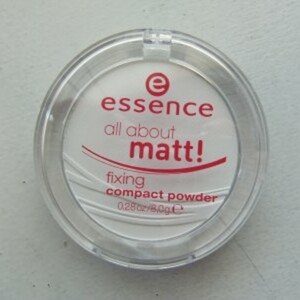 essence
all about
matt!
fixing
compact powder
0.28oz/8.0g℮